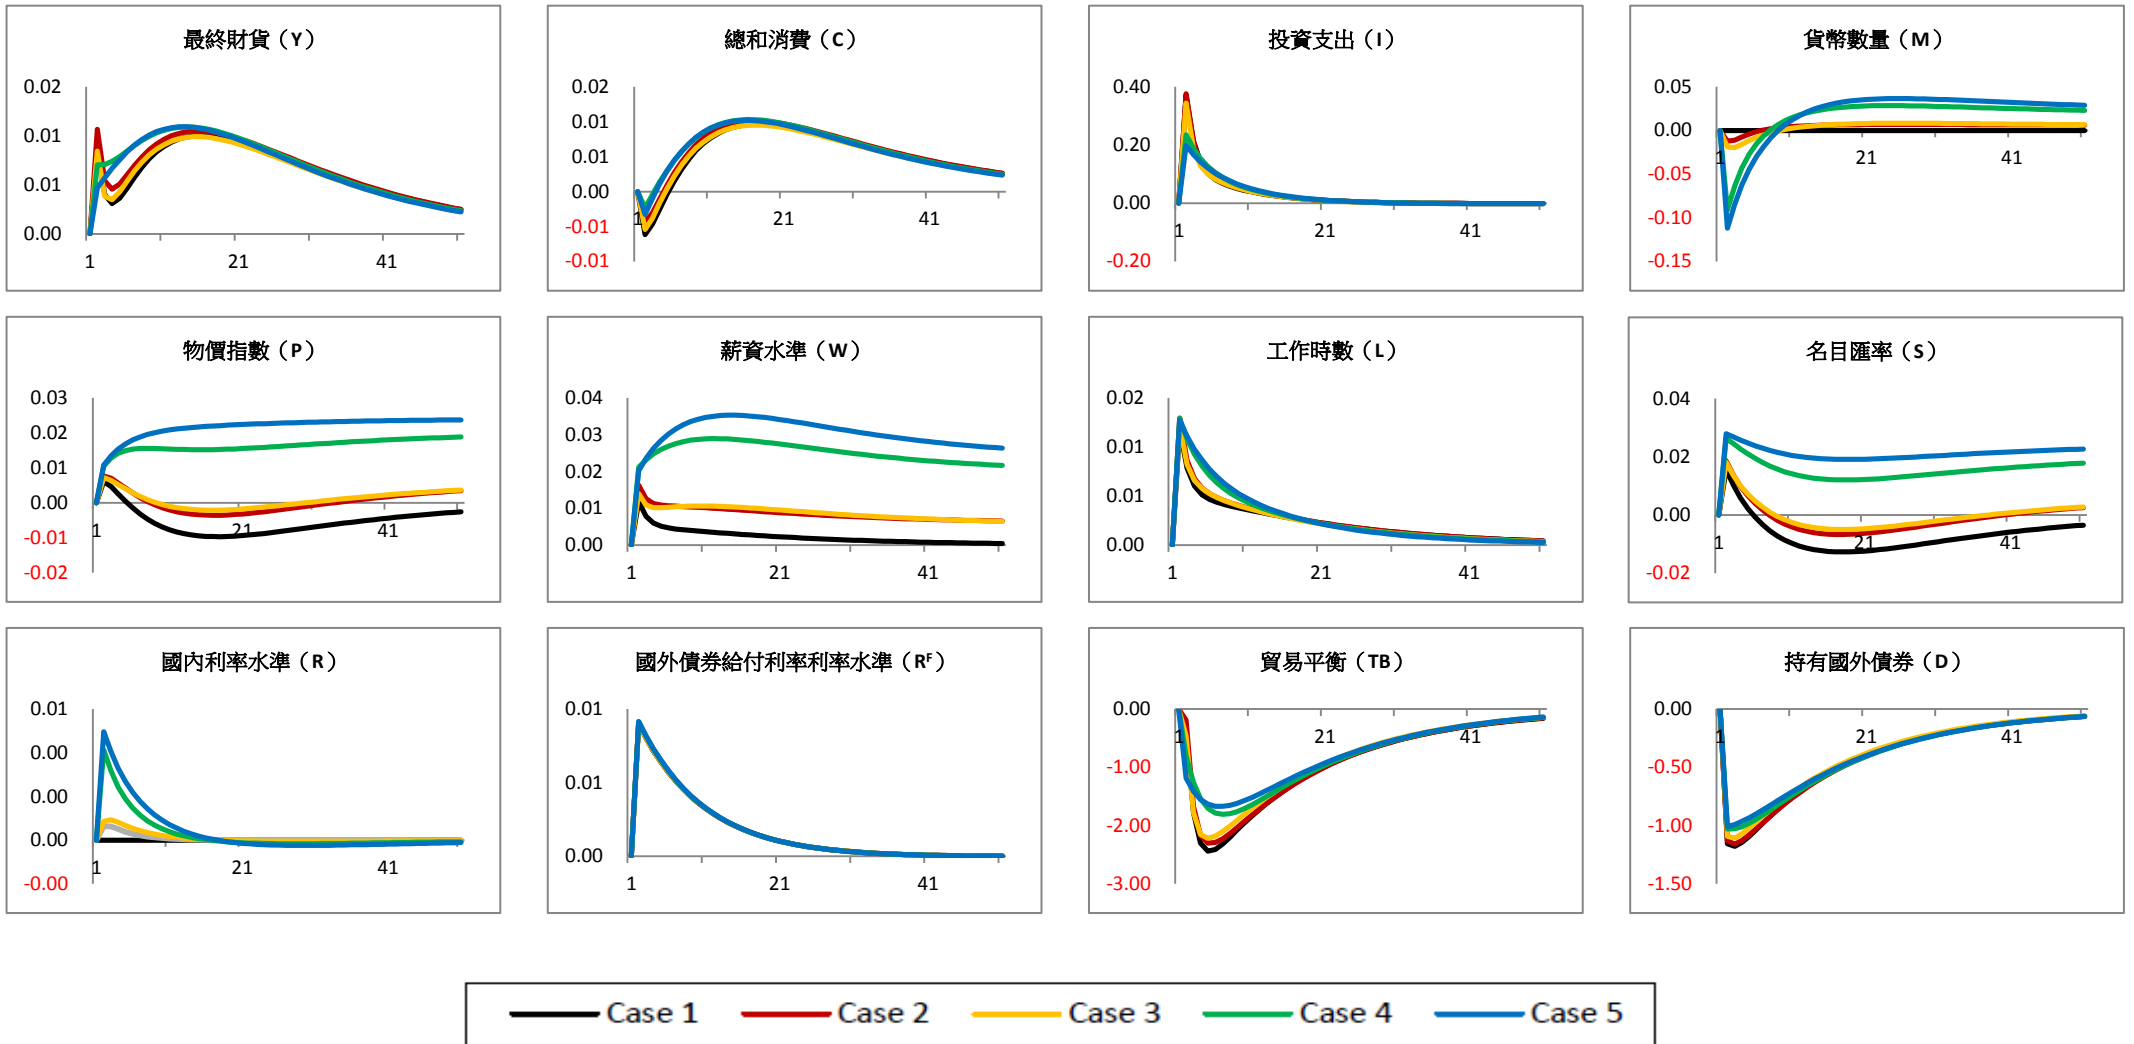 最終財貨（Y）
0.02
0.01
0.01
0.00
1 21 41
總和消費（C）
0.02
0.01
0.01
0.00
-0.01
-0.01
1 21 41
投資支出（I）
0.40
0.20
0.00
-0.20
1 21 41
貨幣數量（M）
0.05
0.00
-0.05
-0.10
-0.15
1 21 41
物價指數（P）
0.03
0.02
0.01
0.00
-0.01
-0.02
1 21 41
薪資水準（W）
0.04
0.03
0.02
0.01
0.00
1 21 41
工作時數（L）
0.02
0.01
0.01
0.00
1 21 41
名目匯率（S）
0.04
0.02
0.00
-0.02
1 21 41
國內利率水準（R）
0.01
0.00
0.00
0.00
-0.00
1 21 41
國外債券給付利率利率水準（Rᶠ）
0.01
0.01
0.00
1 21 41
貿易平衡（TB）
0.00
-1.00
-2.00
-3.00
1 21 41
持有國外債券（D）
0.00
-0.50
-1.00
-1.50
1 21 41
Case 1 Case 2 Case 3 Case 4 Case 5